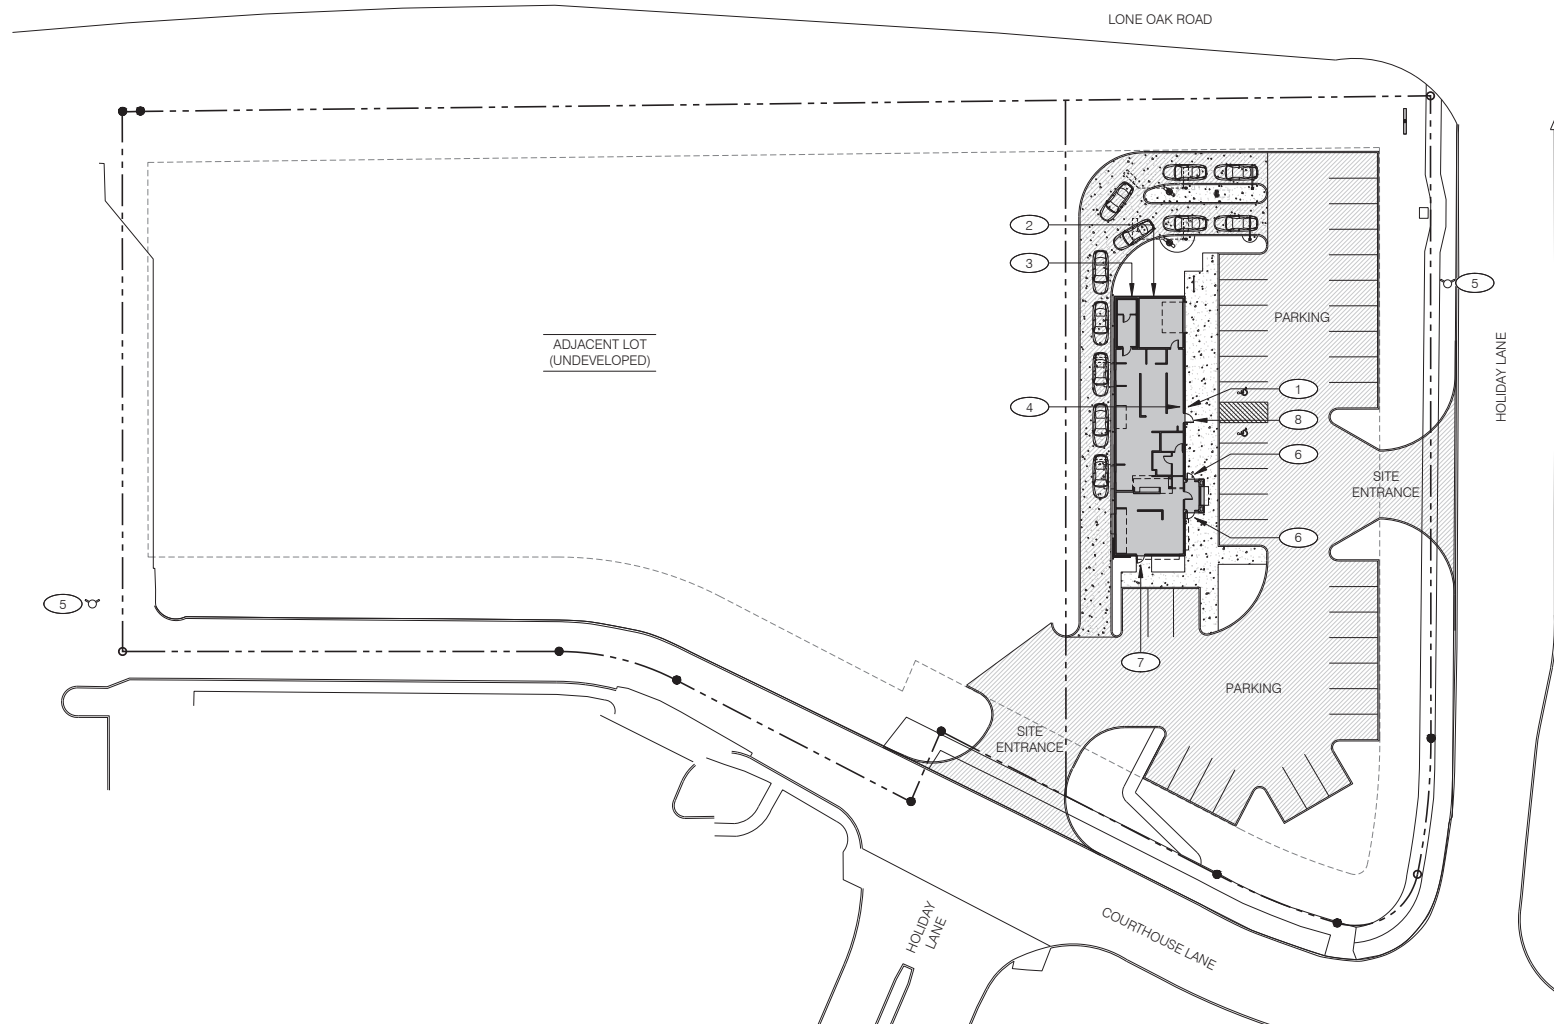 LONE OAK ROAD
2
3
5
PARKING
ADJACENT LOT
(UNDEVELOPED)
HOLIDAY LANE
1
4
8
6
SITE
ENTRANCE
6
5
7
PARKING
SITE
ENTRANCE
HOLIDAY
LANE
COURTHOUSE LANE